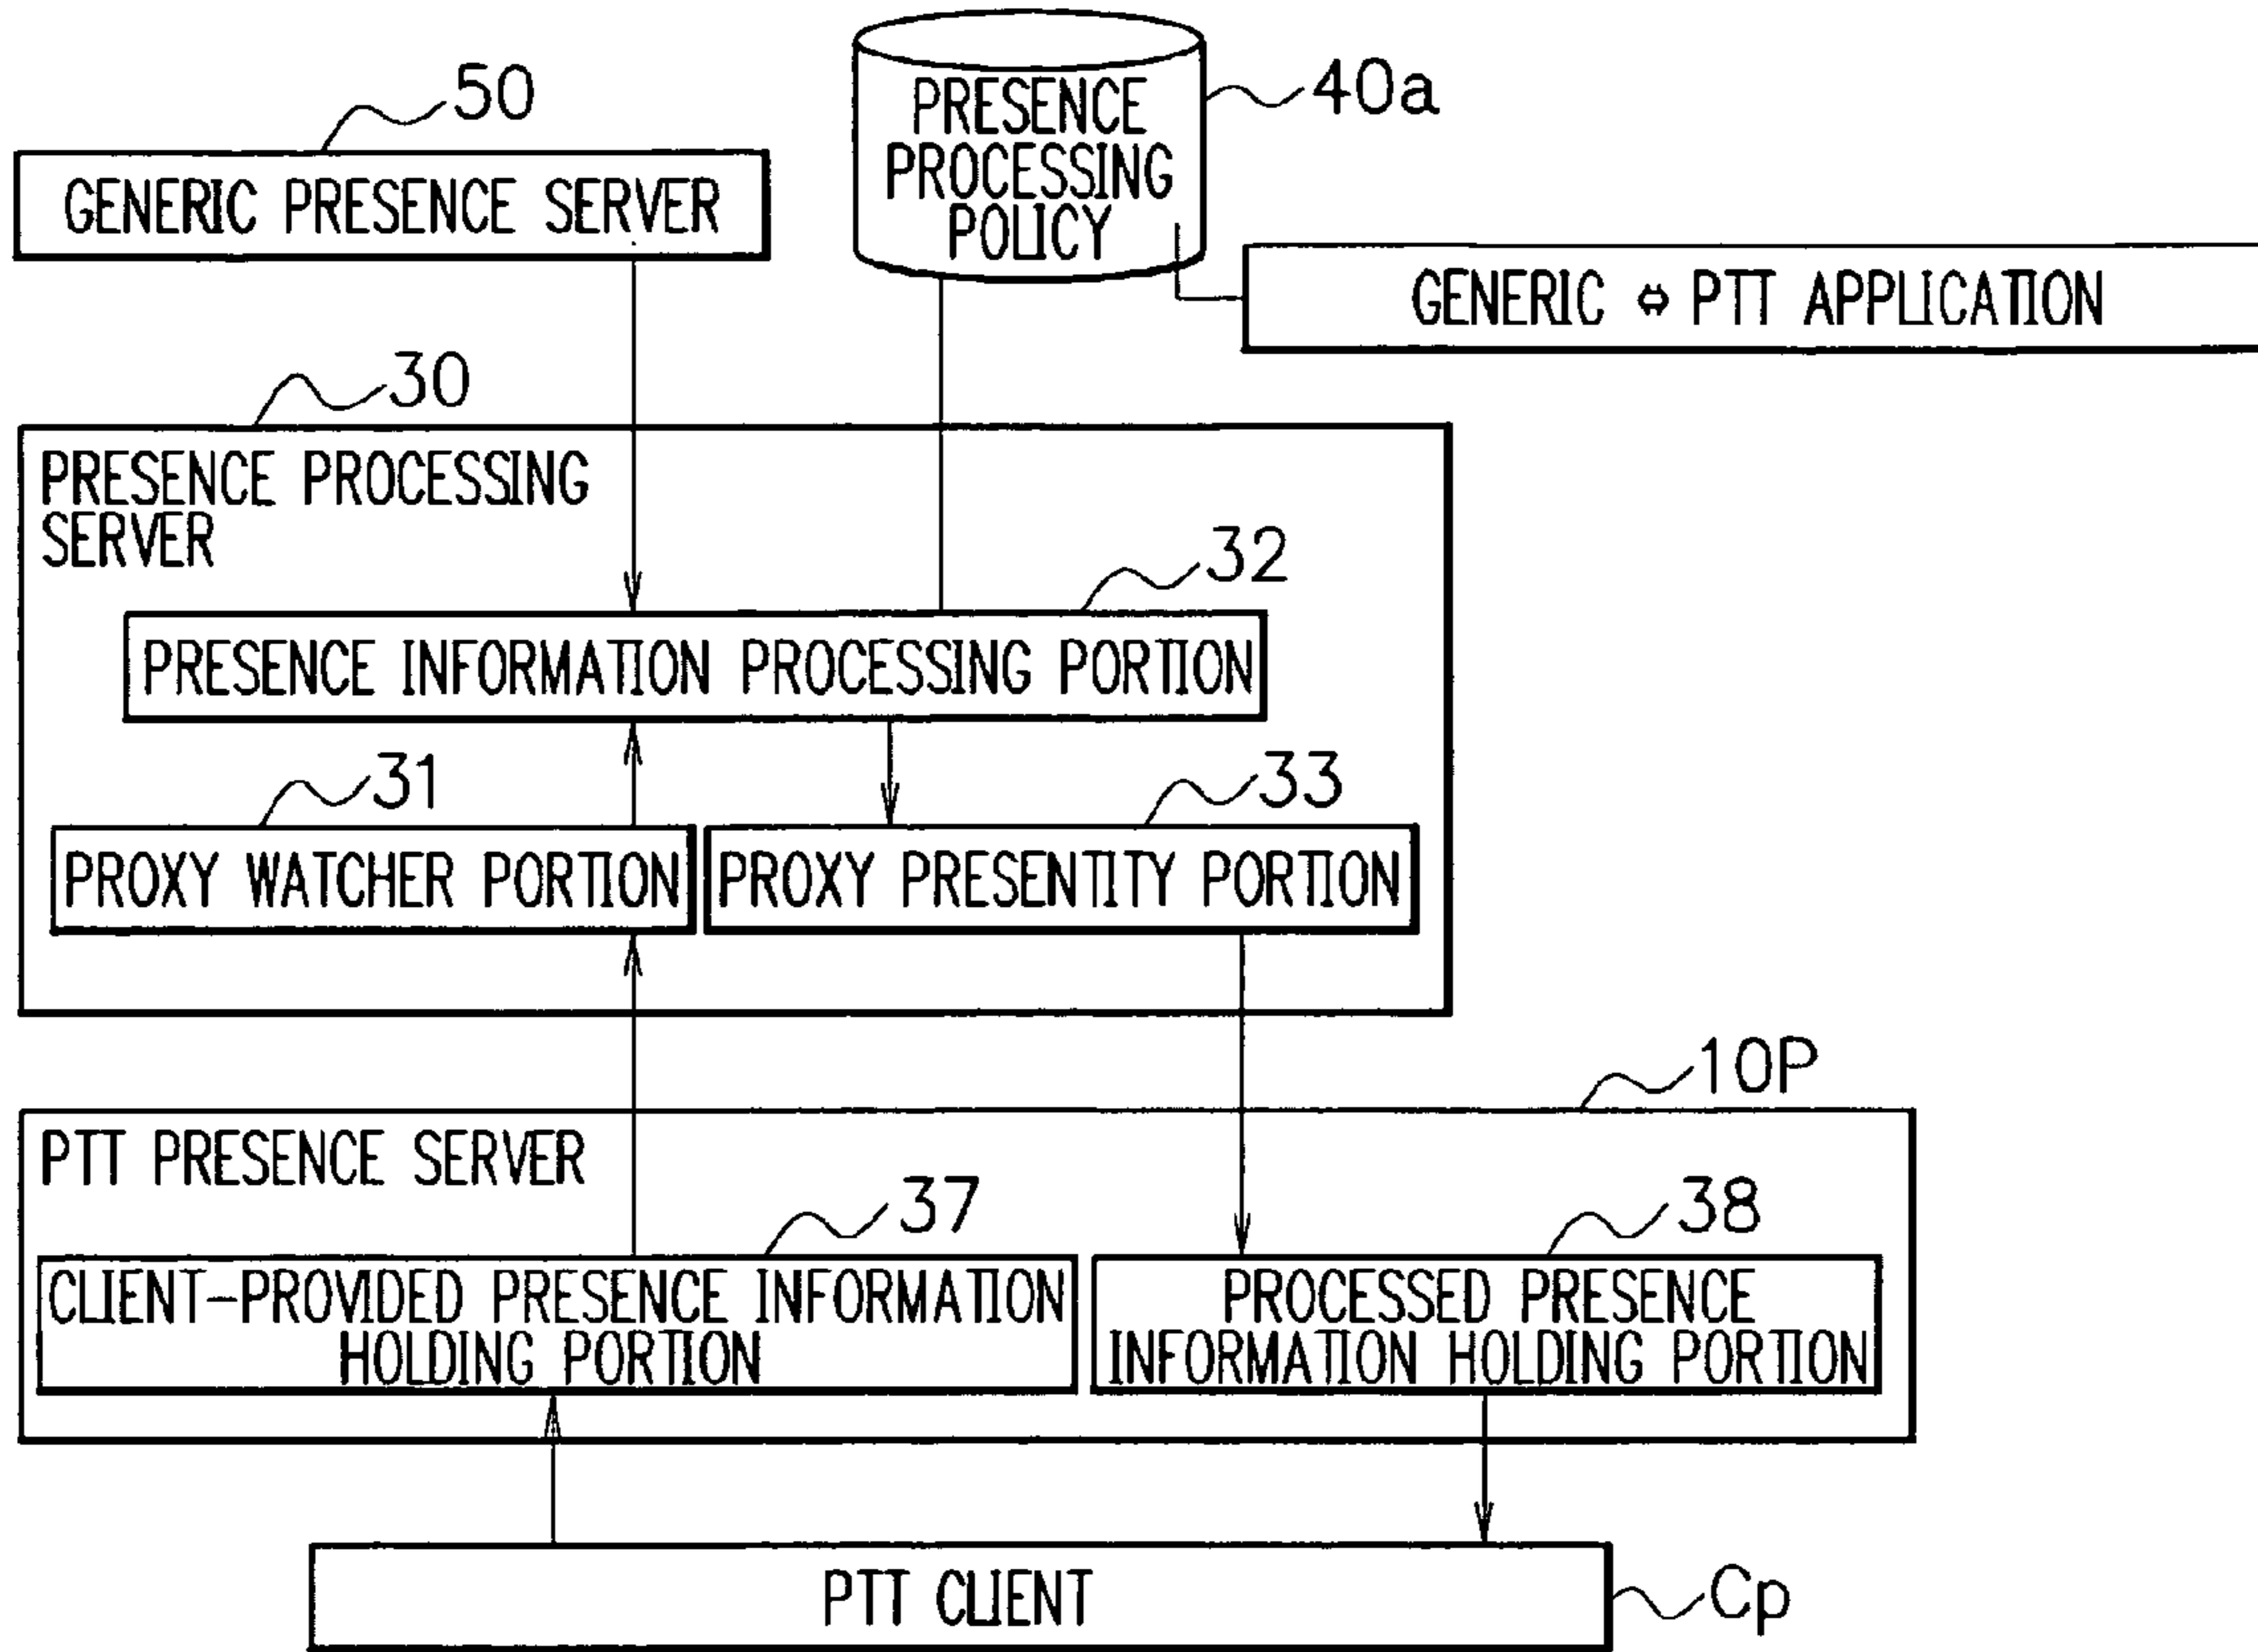 50
GENERIC PRESENCE SERVER
PRESENCE
PROCESSING
POLICY
40a
GENERIC ⇔ PTT APPLICATION
30
PRESENCE PROCESSING
SERVER
32
PRESENCE INFORMATION PROCESSING PORTION
31
33
PROXY WATCHER PORTION
PROXY PRESENTITY PORTION
10P
PTT PRESENCE SERVER
37
38
CLIENT-PROVIDED PRESENCE INFORMATION
HOLDING PORTION
PROCESSED PRESENCE
INFORMATION HOLDING PORTION
PTT CLIENT
Cp